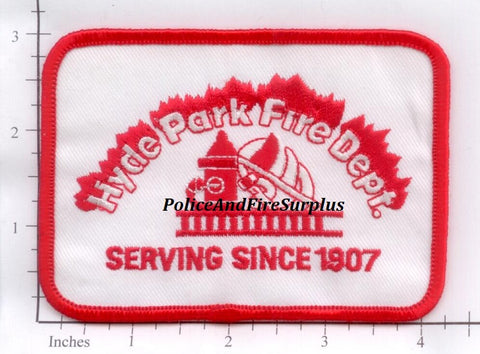 Hyde Park Fire Dept.
PoliceAndFireSurplus
SERVING SINCE 1907
3
2
1
Inches
1
2
3
4